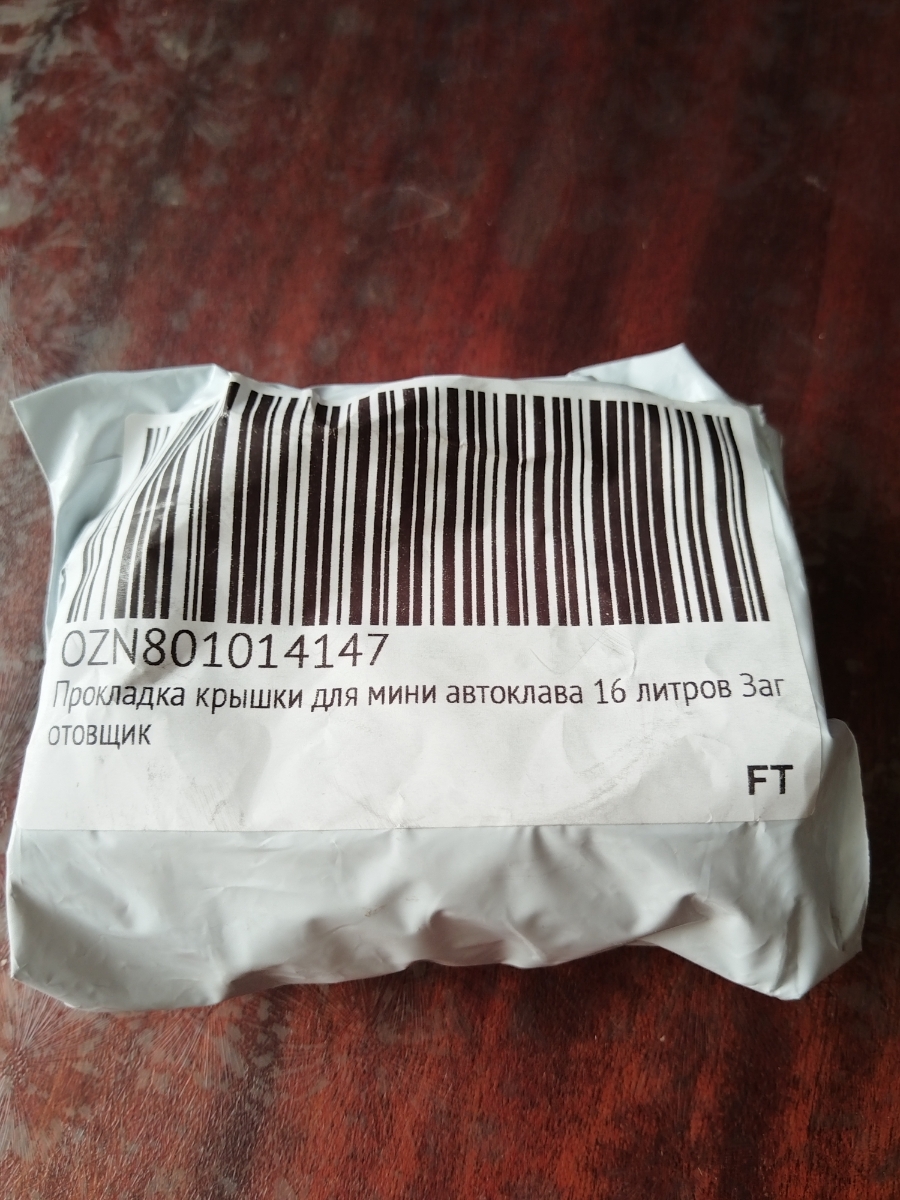 OZN801014147
Прокладка крышки для мини автоклава 16 литров Заг
отовщик
FT